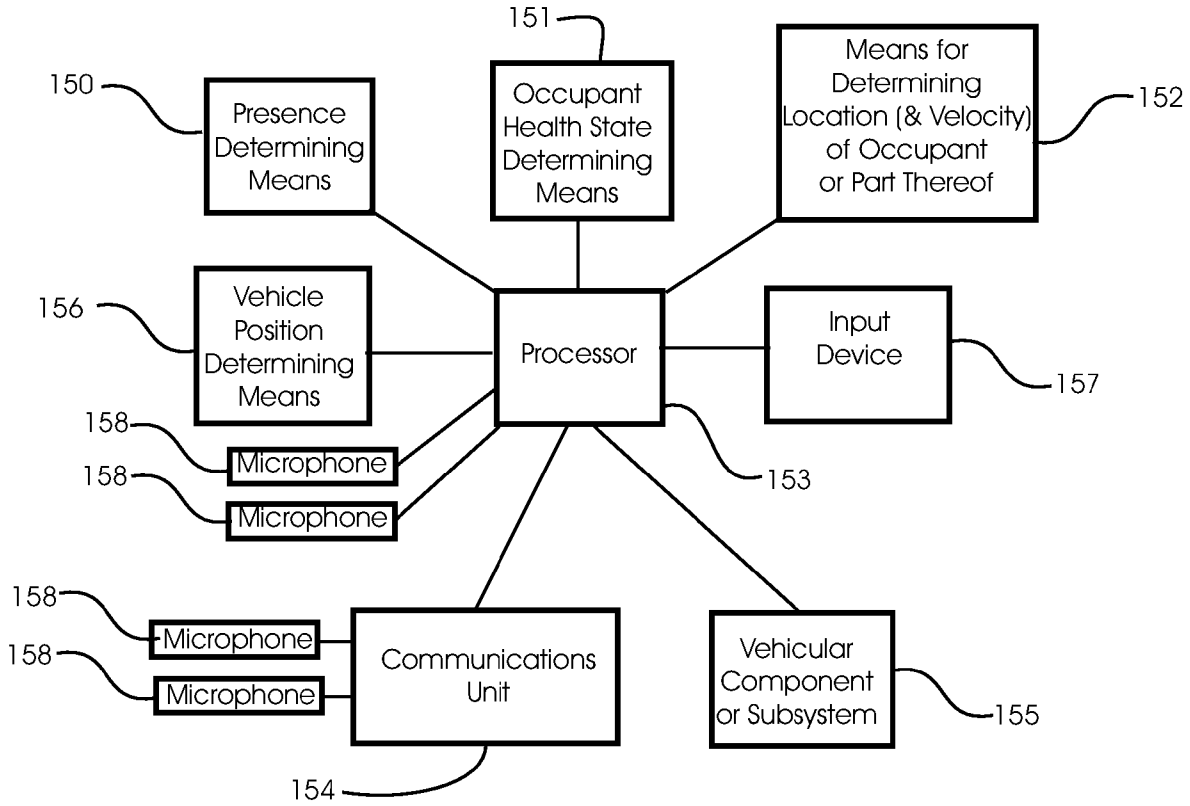 151
Means for
Determining
Location (& Velocity)
of Occupant
or Part Thereof
152
150
Presence
Determining
Means
Occupant
Health State
Determining
Means
156
Vehicle
Position
Determining
Means
Processor
Input
Device
157
153
158
Microphone
158
Microphone
158
Microphone
158
Microphone
Communications
Unit
154
Vehicular
Component
or Subsystem
155